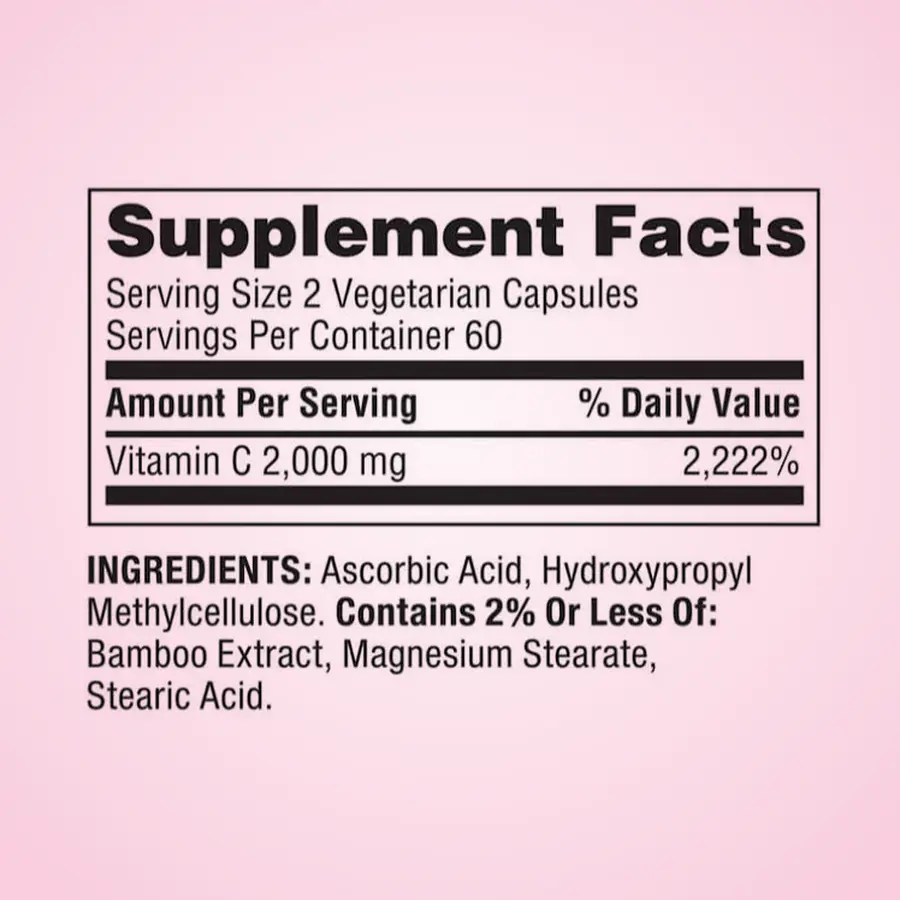 Supplement Facts
Serving Size 2 Vegetarian Capsules
Servings Per Container 60
Amount Per Serving % Daily Value
Vitamin C 2,000 mg 2,222%
INGREDIENTS: Ascorbic Acid, Hydroxypropyl
Methylcellulose. Contains 2% Or Less Of:
Bamboo Extract, Magnesium Stearate,
Stearic Acid.